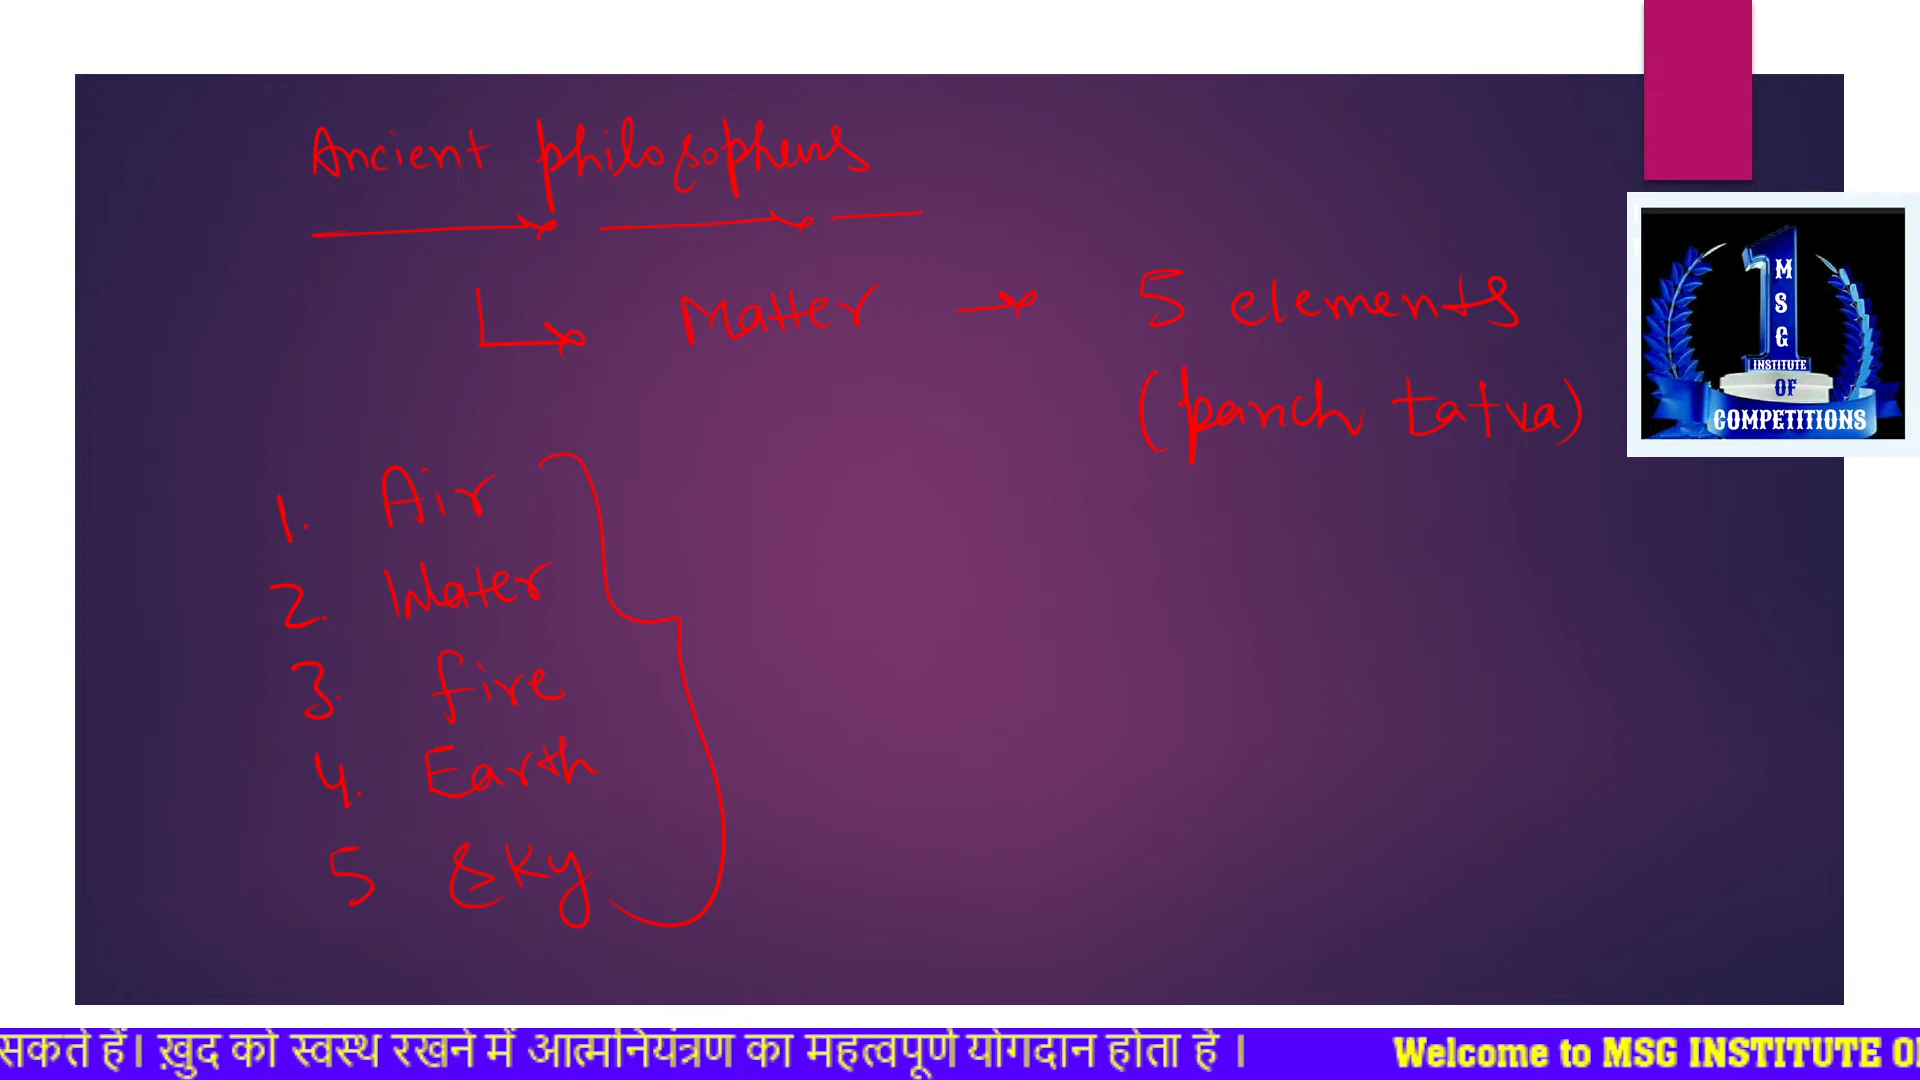 Ancient philosophers
Matter → 5 elements
(panch tatva)
1. Air
2. Water
3. fire
4. Earth
5 Sky
M
S
G
INSTITUTE
OF
COMPETITIONS
सकते हैं। ख़ुद को स्वस्थ रखने में आत्मनियंत्रण का महत्वपूर्ण योगदान होता है । Welcome to MSG INSTITUTE O